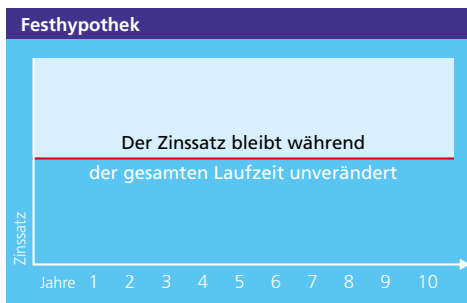 Festhypothek
Der Zinssatz bleibt während
der gesamten Laufzeit unverändert
Zinssatz
Jahre 1 2 3 4 5 6 7 8 9 10